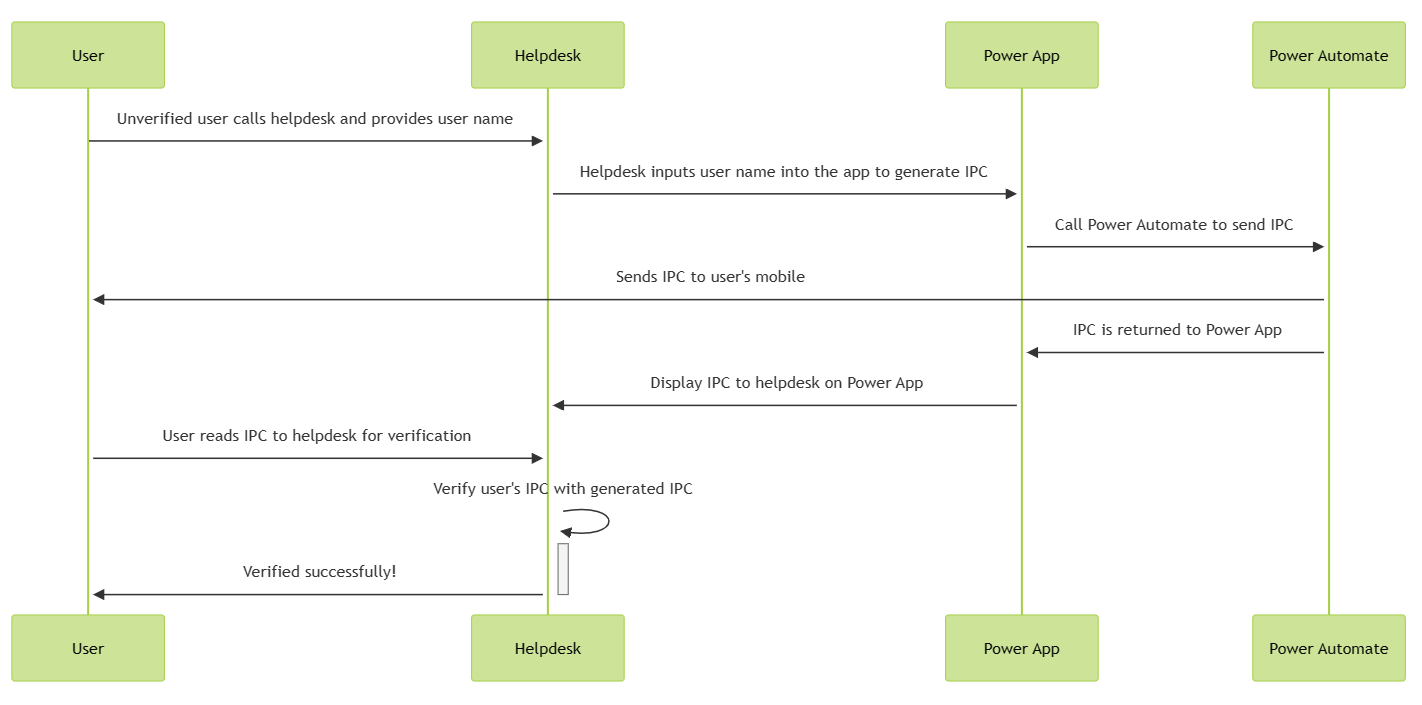 User
Helpdesk
Power App
Power Automate
Unverified user calls helpdesk and provides user name
Helpdesk inputs user name into the app to generate IPC
Call Power Automate to send IPC
Sends IPC to user's mobile
IPC is returned to Power App
Display IPC to helpdesk on Power App
User reads IPC to helpdesk for verification
Verify user's IPC with generated IPC
Verified successfully!
User
Helpdesk
Power App
Power Automate